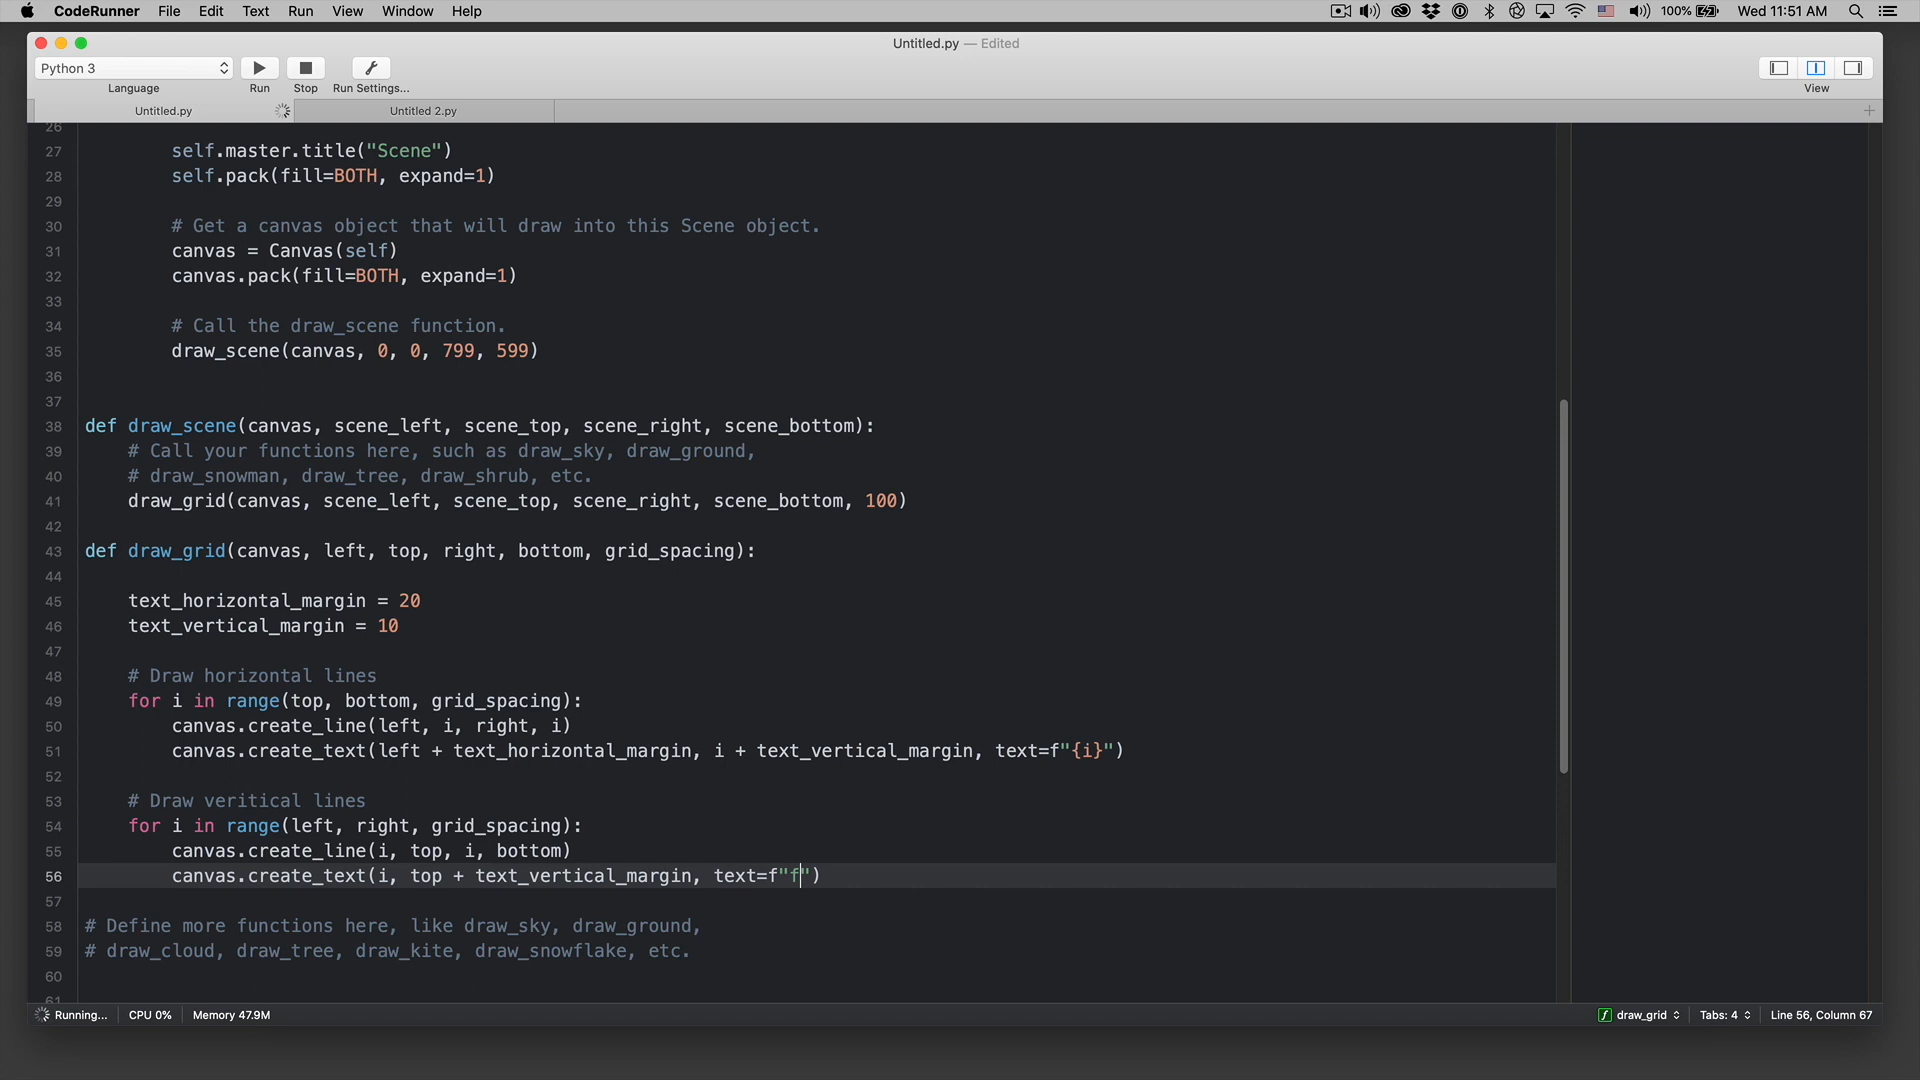 CodeRunner File Edit Text Run View Window Help 100% Wed 11:51 AM
Untitled.py — Edited
Python 3
Language Run Stop Run Settings... View
Untitled.py Untitled 2.py
26
27 self.master.title("Scene")
28 self.pack(fill=BOTH, expand=1)
29
30 # Get a canvas object that will draw into this Scene object.
31 canvas = Canvas(self)
32 canvas.pack(fill=BOTH, expand=1)
33
34 # Call the draw_scene function.
35 draw_scene(canvas, 0, 0, 799, 599)
36
37
38 def draw_scene(canvas, scene_left, scene_top, scene_right, scene_bottom):
39 # Call your functions here, such as draw_sky, draw_ground,
40 # draw_snowman, draw_tree, draw_shrub, etc.
41 draw_grid(canvas, scene_left, scene_top, scene_right, scene_bottom, 100)
42
43 def draw_grid(canvas, left, top, right, bottom, grid_spacing):
44
45 text_horizontal_margin = 20
46 text_vertical_margin = 10
47
48 # Draw horizontal lines
49 for i in range(top, bottom, grid_spacing):
50 canvas.create_line(left, i, right, i)
51 canvas.create_text(left + text_horizontal_margin, i + text_vertical_margin, text=f"{i}")
52
53 # Draw veritical lines
54 for i in range(left, right, grid_spacing):
55 canvas.create_line(i, top, i, bottom)
56 canvas.create_text(i, top + text_vertical_margin, text=f"f")
57
58 # Define more functions here, like draw_sky, draw_ground,
59 # draw_cloud, draw_tree, draw_kite, draw_snowflake, etc.
60
61
Running... CPU 0% Memory 47.9M f draw_grid Tabs: 4 Line 56, Column 67